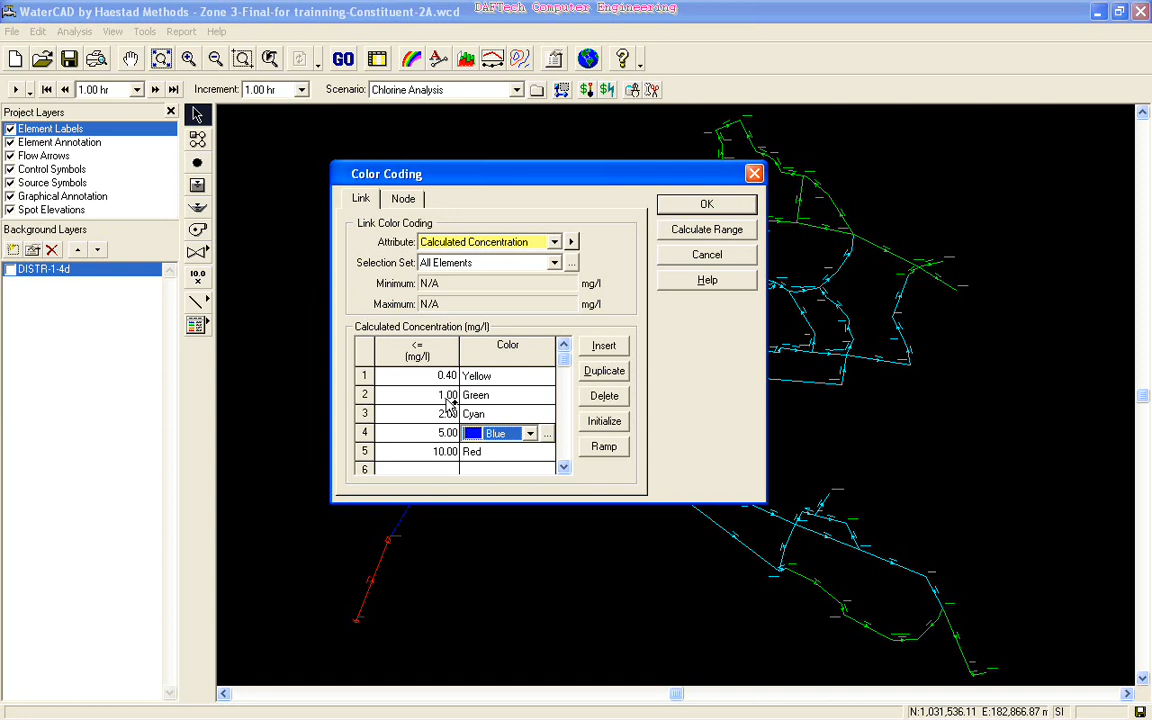 WaterCAD by Haestad Methods - Zone 3-Final-for trainning-Constituent-2A.wcd
DAFTech Computer Engineering
File Edit Analysis View Tools Report Help
GO
1.00 hr Increment: 1.00 hr Scenario: Chlorine Analysis
Project Layers
Element Labels
Element Annotation
Flow Arrows
Control Symbols
Source Symbols
Graphical Annotation
Spot Elevations
Background Layers
DISTR-1-4d
10.0
Color Coding
Link Node
Link Color Coding
Attribute: Calculated Concentration
Selection Set: All Elements ...
Minimum: N/A mg/l
Maximum: N/A mg/l
Calculated Concentration (mg/l)
<= (mg/l) Color
1 0.40 Yellow
2 1.00 Green
3 2.00 Cyan
4 5.00 Blue ...
5 10.00 Red
6
Insert
Duplicate
Delete
Initialize
Ramp
OK
Calculate Range
Cancel
Help
N:1,031,536.11 E:182,866.87 m SI